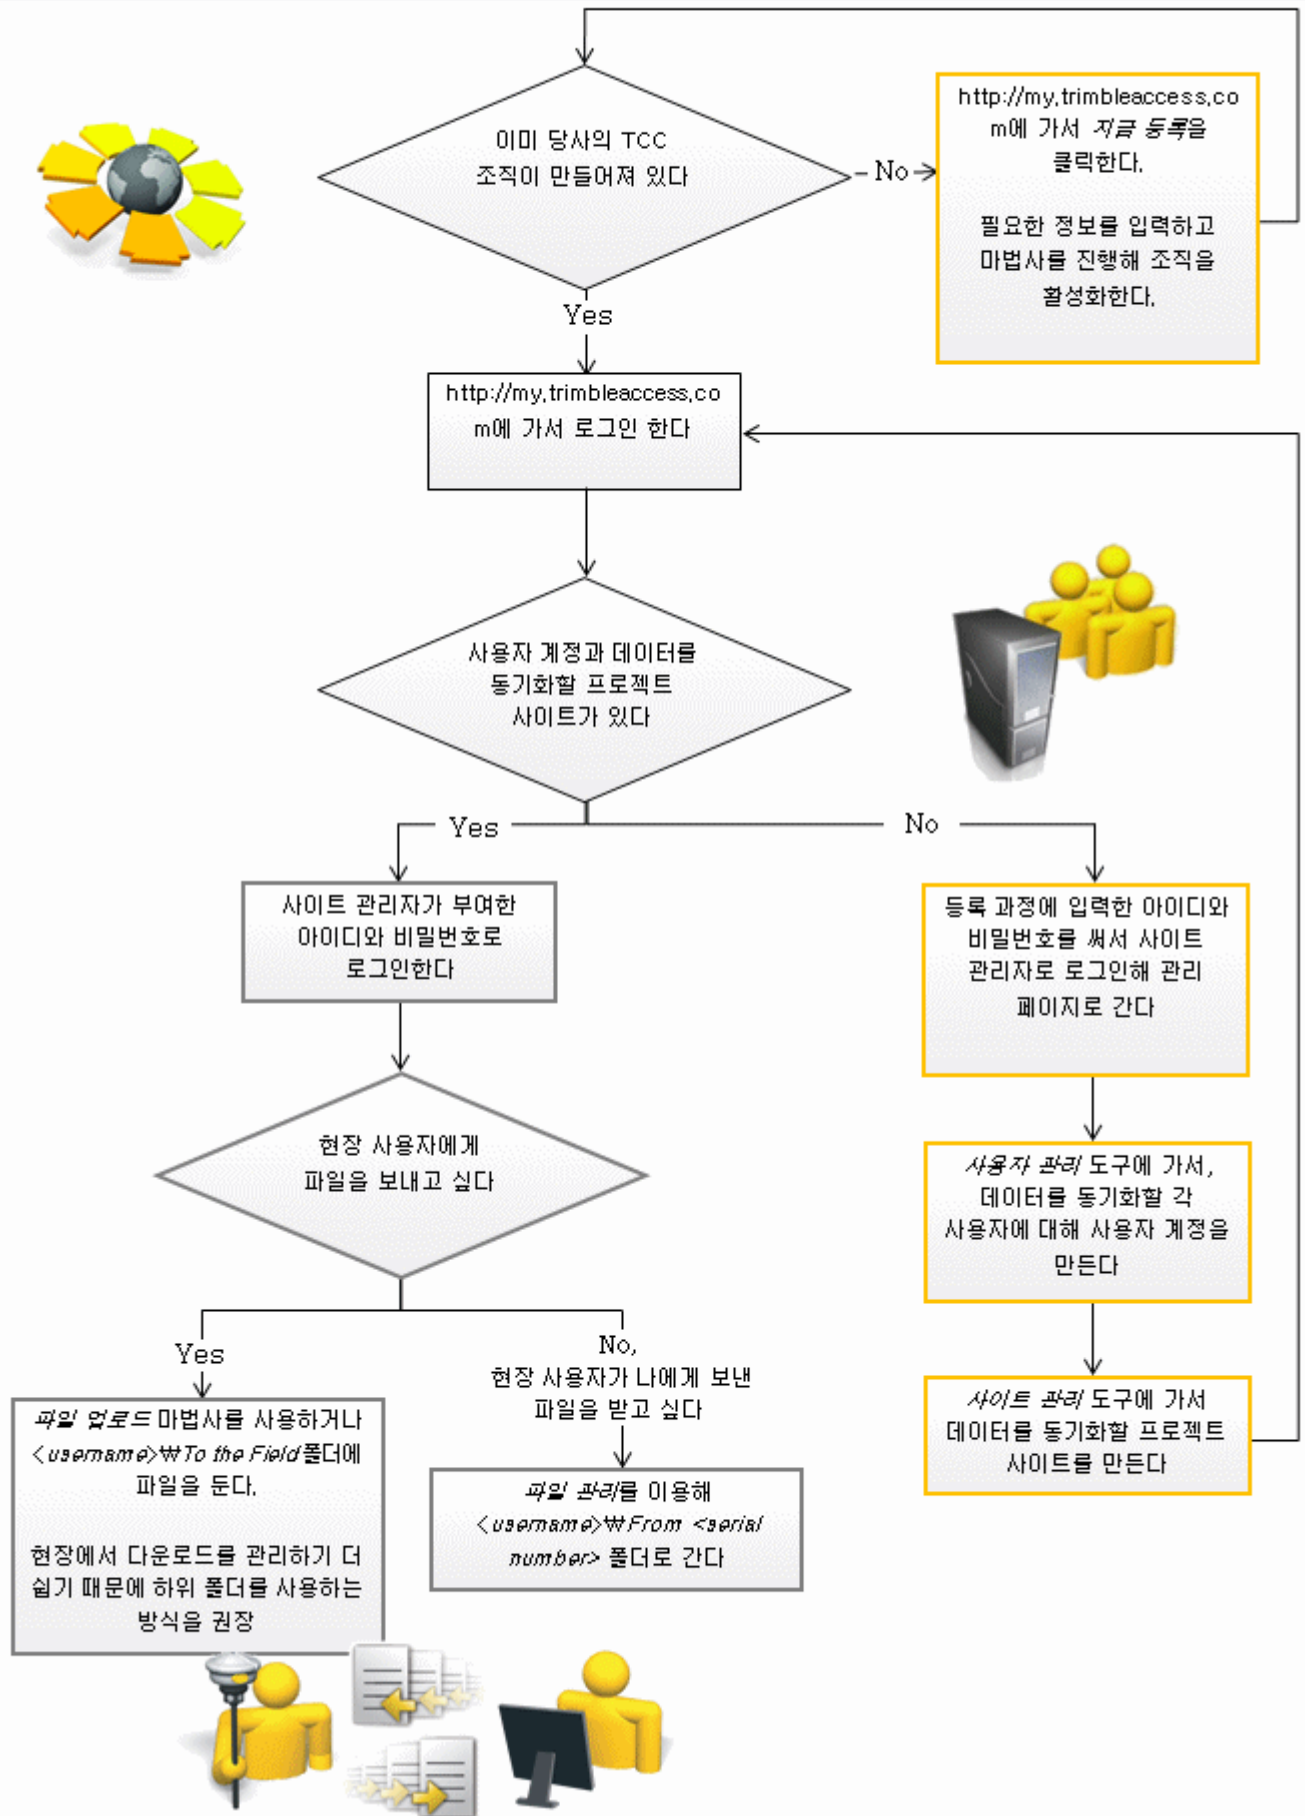 이미 당사의 TCC
조직이 만들어져 있다
No
http://my.trimbleaccess.co
m에 가서 지금 등록을
클릭한다.
필요한 정보를 입력하고
마법사를 진행해 조직을
활성화한다.
Yes
http://my.trimbleaccess.co
m에 가서 로그인 한다
사용자 계정과 데이터를
동기화할 프로젝트
사이트가 있다
Yes
No
사이트 관리자가 부여한
아이디와 비밀번호로
로그인한다
등록 과정에 입력한 아이디와
비밀번호를 써서 사이트
관리자로 로그인해 관리
페이지로 간다
현장 사용자에게
파일을 보내고 싶다
사용자 관리 도구에 가서,
데이터를 동기화할 각
사용자에 대해 사용자 계정을
만든다
Yes
No,
현장 사용자가 나에게 보낸
파일을 받고 싶다
사이트 관리 도구에 가서
데이터를 동기화할 프로젝트
사이트를 만든다
파일 업로드 마법사를 사용하거나
<username>₩To the Field 폴더에
파일을 둔다.
현장에서 다운로드를 관리하기 더
쉽기 때문에 하위 폴더를 사용하는
방식을 권장
파일 관리를 이용해
<username>₩From <serial
number> 폴더로 간다